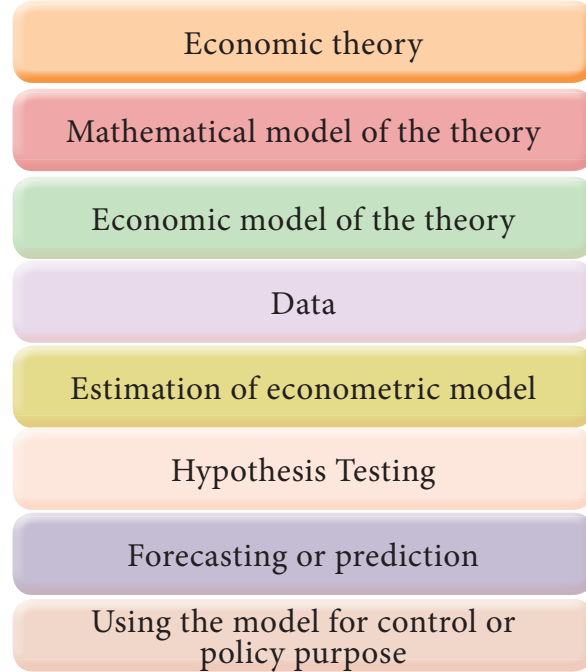 Economic theory
Mathematical model of the theory
Economic model of the theory
Data
Estimation of econometric model
Hypothesis Testing
Forecasting or prediction
Using the model for control or
policy purpose